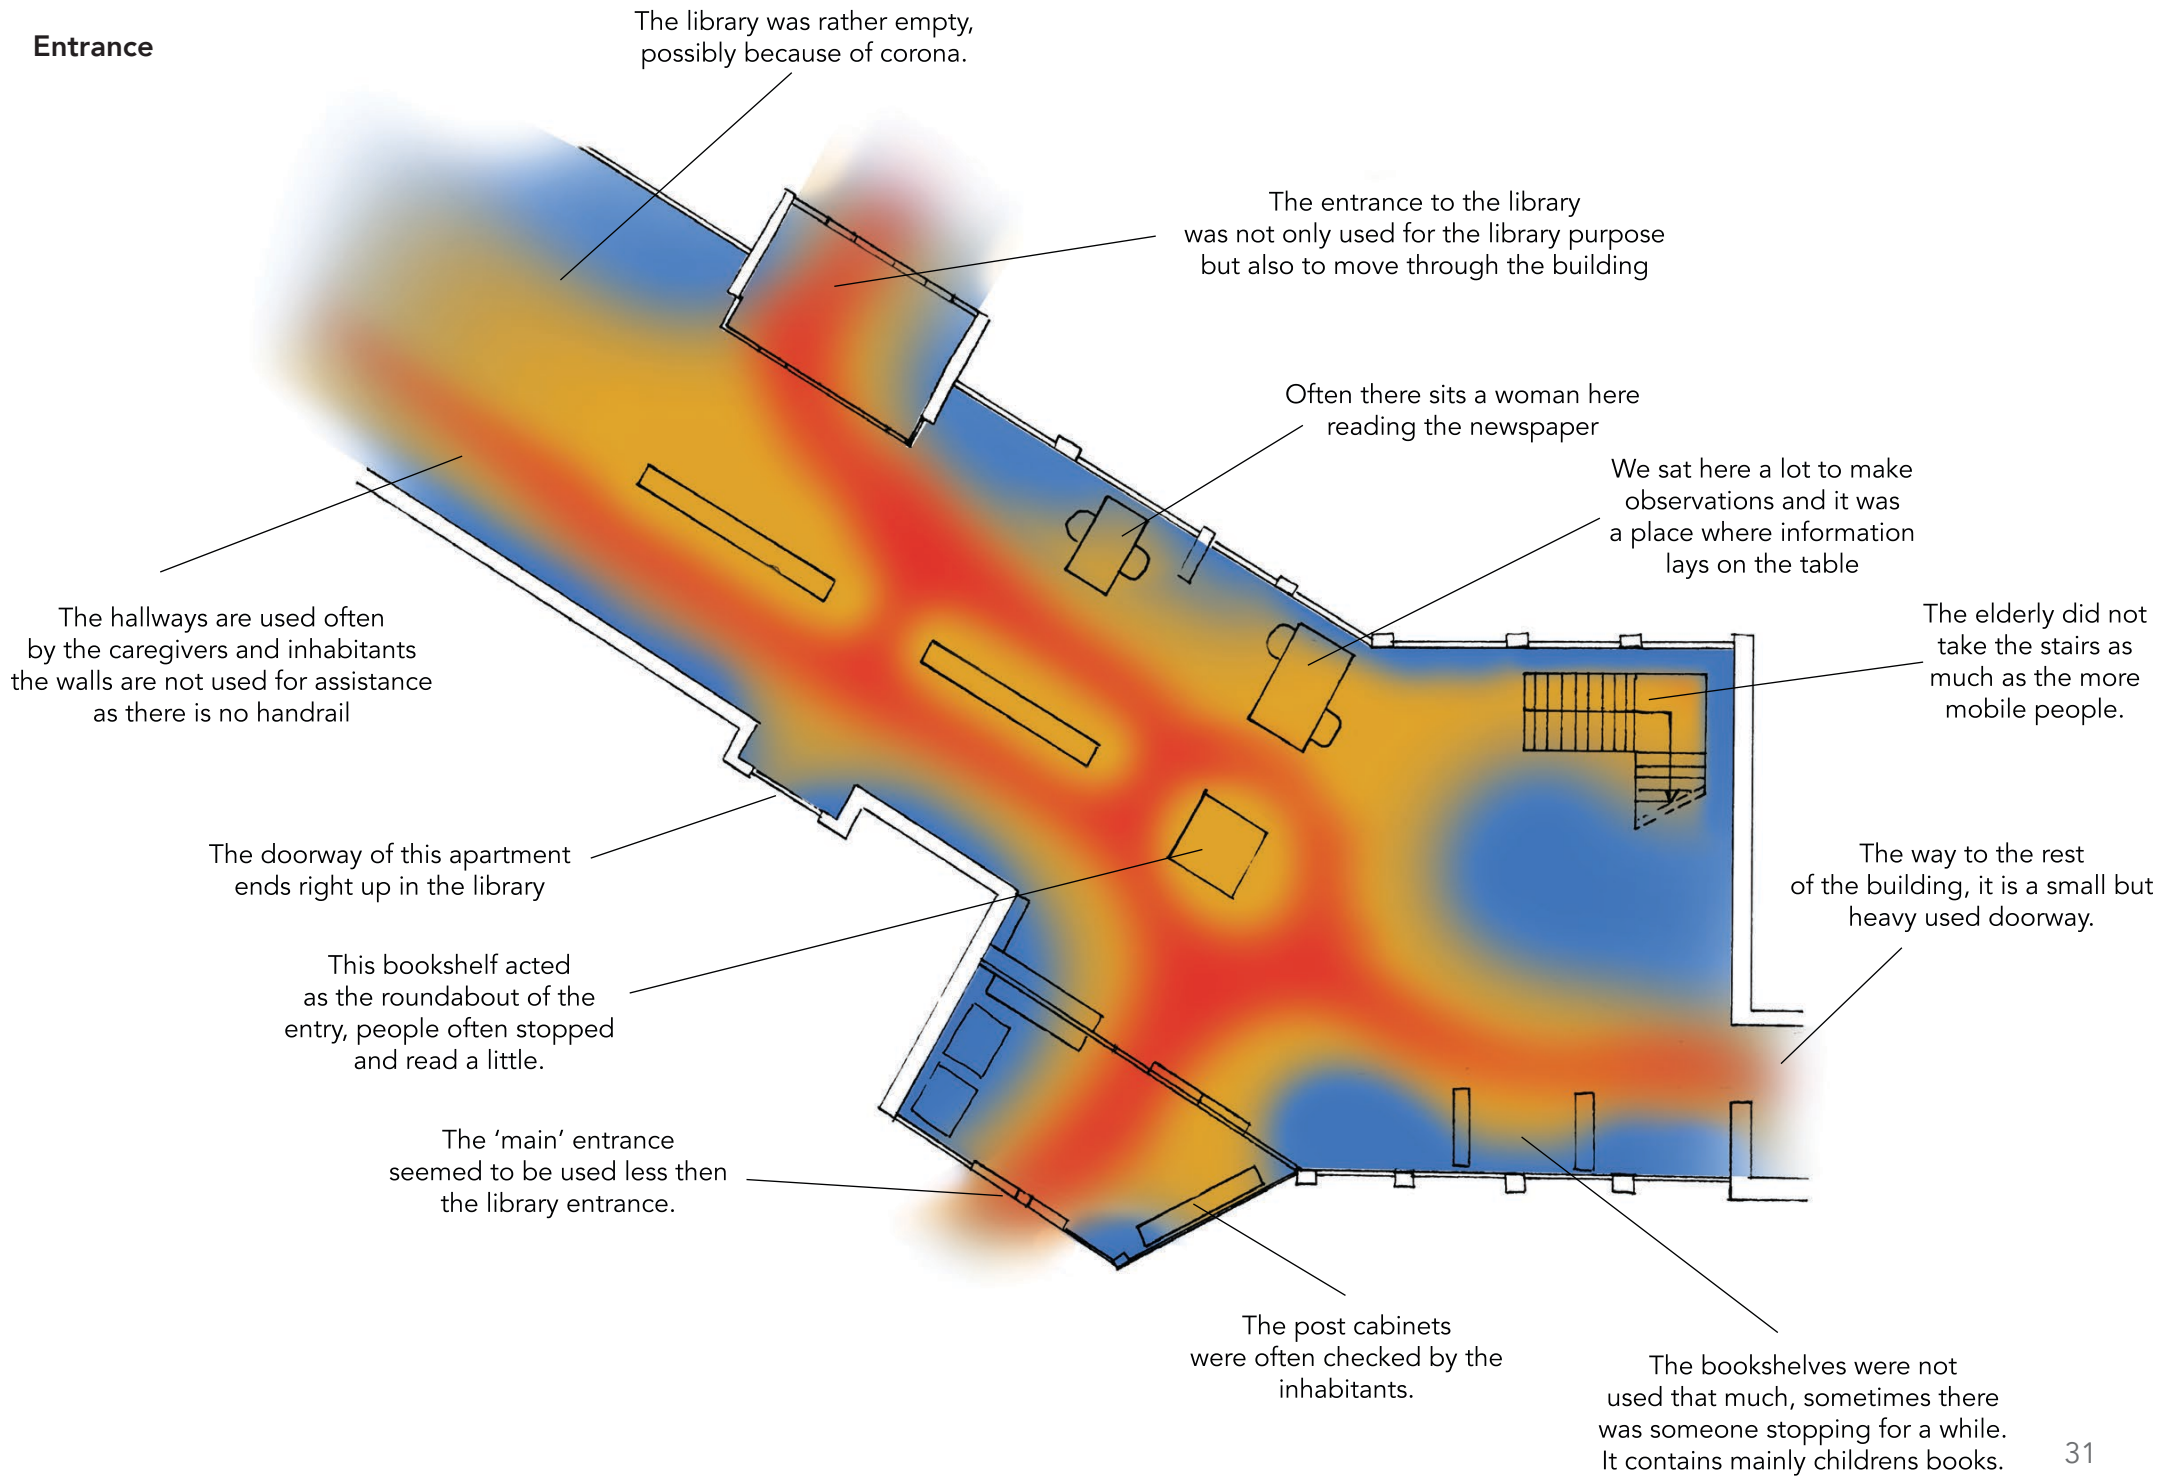 Entrance
The library was rather empty,
possibly because of corona.
The entrance to the library
was not only used for the library purpose
but also to move through the building
Often there sits a woman here
reading the newspaper
We sat here a lot to make
observations and it was
a place where information
lays on the table
The elderly did not
take the stairs as
much as the more
mobile people.
The hallways are used often
by the caregivers and inhabitants
the walls are not used for assistance
as there is no handrail
The doorway of this apartment
ends right up in the library
The way to the rest
of the building, it is a small but
heavy used doorway.
This bookshelf acted
as the roundabout of the
entry, people often stopped
and read a little.
The ‘main’ entrance
seemed to be used less then
the library entrance.
The post cabinets
were often checked by the
inhabitants.
The bookshelves were not
used that much, sometimes there
was someone stopping for a while.
It contains mainly childrens books.
31